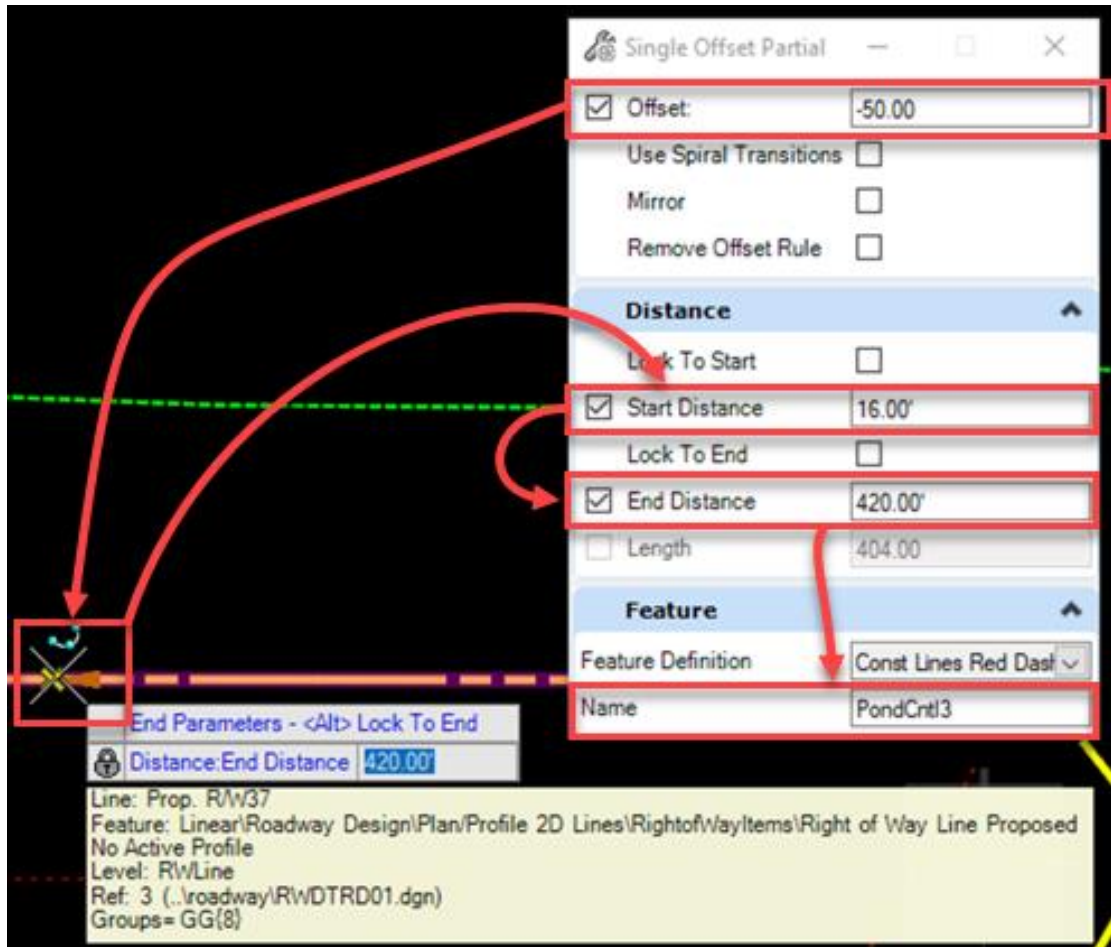 Single Offset Partial
Offset: -50.00
Use Spiral Transitions
Mirror
Remove Offset Rule
Distance
Lock To Start
Start Distance 16.00'
Lock To End
End Distance 420.00'
Length 404.00
Feature
Feature Definition Const Lines Red Dash
Name PondCntl3
End Parameters - <Alt> Lock To End
Distance:End Distance 420.00'
Line: Prop. R/W37
Feature: Linear\Roadway Design\Plan/Profile 2D Lines\RightofWayItems\Right of Way Line Proposed
No Active Profile
Level: RWLine
Ref: 3 (..\roadway\RWDTRD01.dgn)
Groups= GG{8}